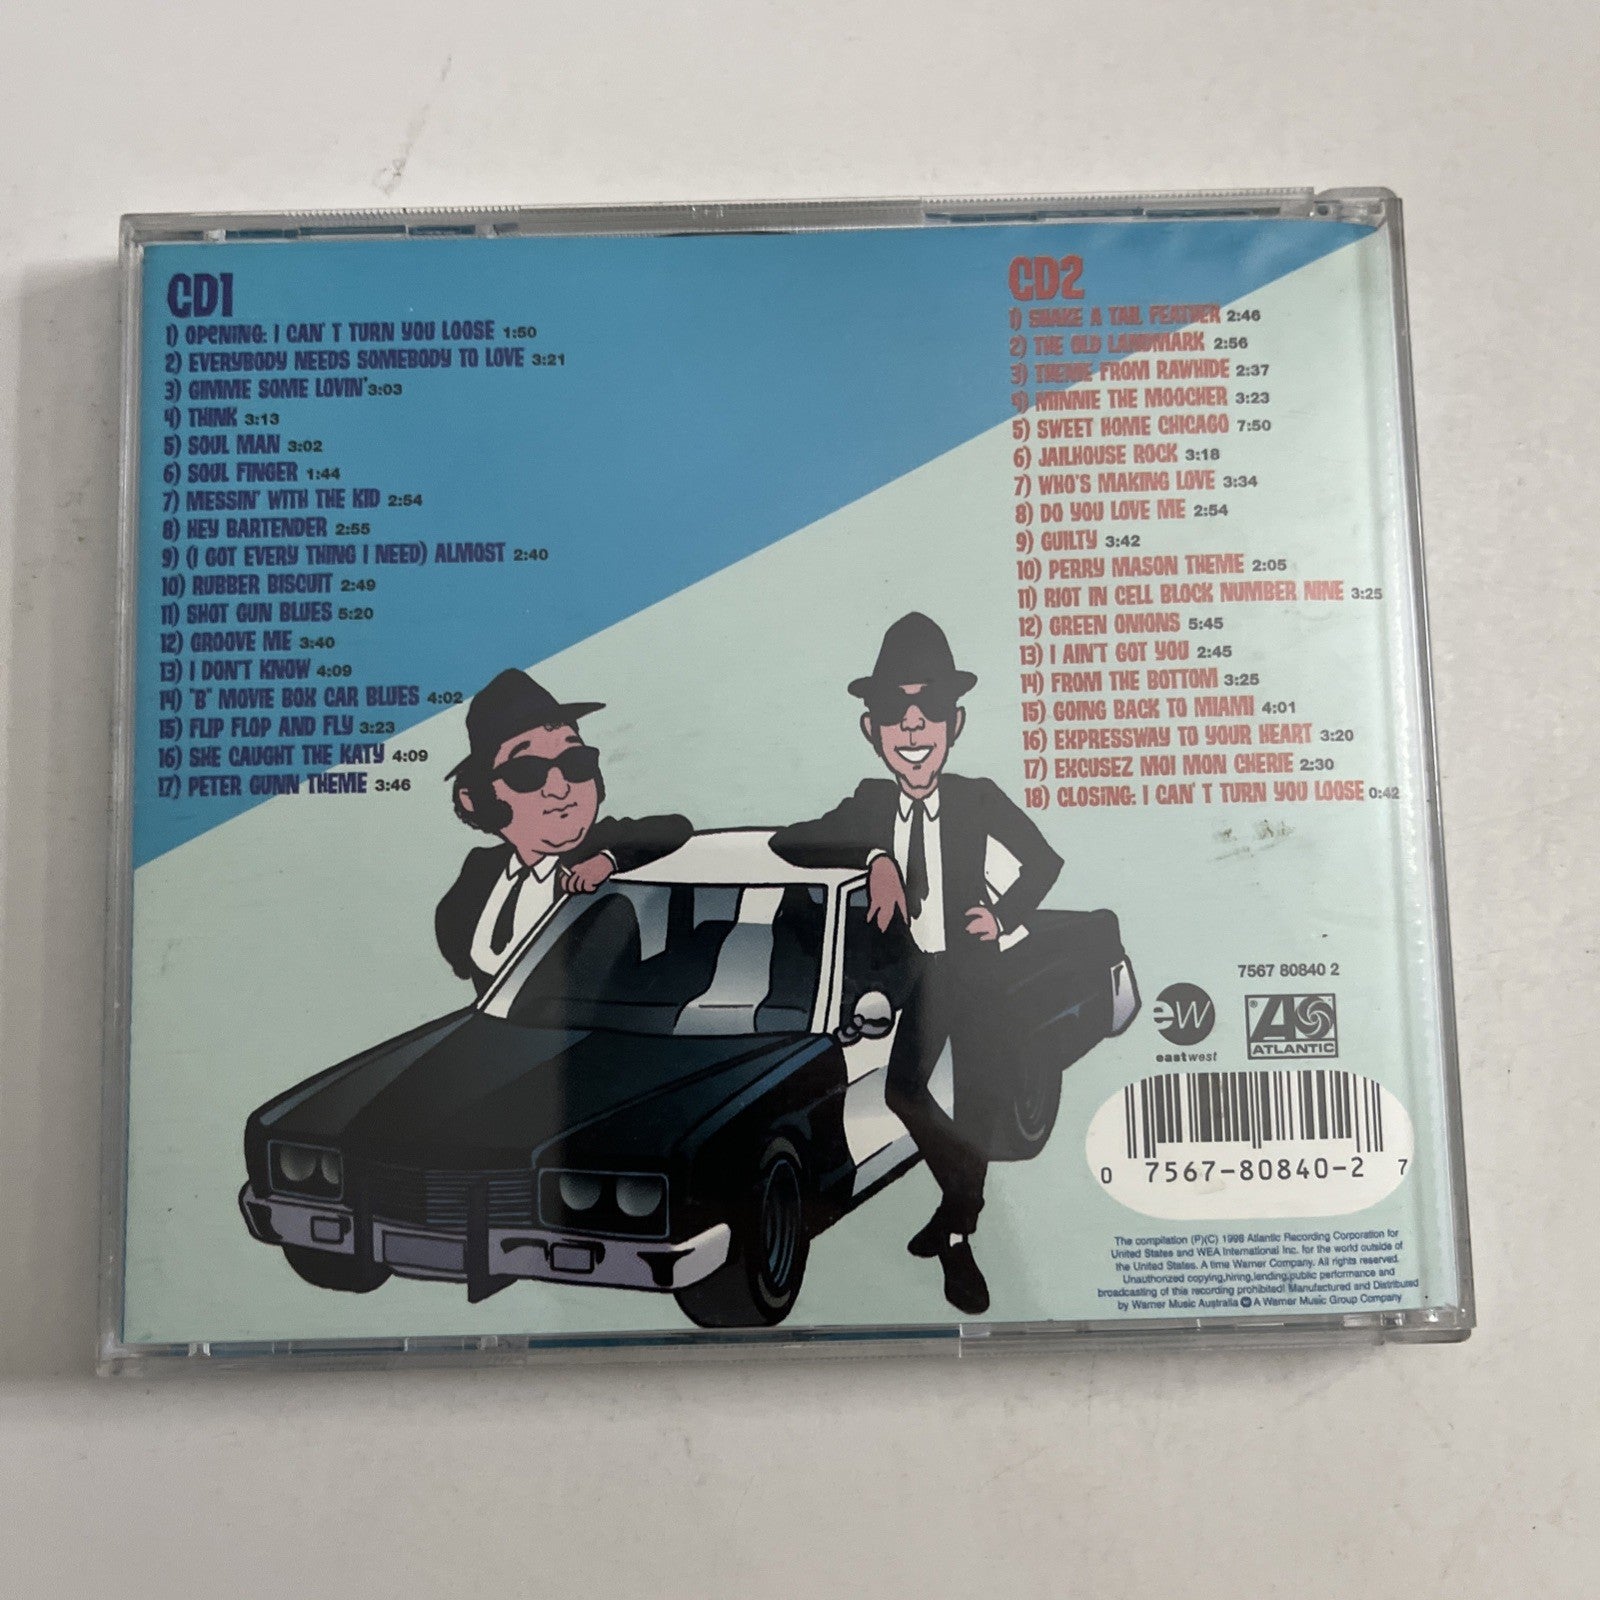 CD1
1) OPENING: I CAN'T TURN YOU LOOSE 1:50
2) EVERYBODY NEEDS SOMEBODY TO LOVE 3:21
3) GIMME SOME LOVIN' 3:03
4) THINK 3:13
5) SOUL MAN 3:02
6) SOUL FINGER 1:44
7) MESSIN' WITH THE KID 2:54
8) HEY BARTENDER 2:55
9) (I GOT EVERY THING I NEED) ALMOST 2:40
10) RUBBER BISCUIT 2:49
11) SHOT GUN BLUES 5:20
12) GROOVE ME 3:40
13) I DON'T KNOW 4:09
14) "B" MOVIE BOX CAR BLUES 4:02
15) FLIP FLOP AND FLY 3:23
16) SHE CAUGHT THE KATY 4:09
17) PETER GUNN THEME 3:46
CD2
1) SHAKE A TAIL FEATHER 2:46
2) THE OLD LANDMARK 2:56
3) THEME FROM RAWHIDE 2:37
4) MINNIE THE MOOCHER 3:23
5) SWEET HOME CHICAGO 7:50
6) JAILHOUSE ROCK 3:18
7) WHO'S MAKING LOVE 3:34
8) DO YOU LOVE ME 2:54
9) GUILTY 3:42
10) PERRY MASON THEME 2:05
11) RIOT IN CELL BLOCK NUMBER NINE 3:25
12) GREEN ONIONS 5:45
13) I AIN'T GOT YOU 2:45
14) FROM THE BOTTOM 3:25
15) GOING BACK TO MIAMI 4:01
16) EXPRESSWAY TO YOUR HEART 3:20
17) EXCUSEZ MOI MON CHERIE 2:30
18) CLOSING: I CAN'T TURN YOU LOOSE 0:42
7567 80840 2
ew
eastwest
ATLANTIC
0 7567-80840-2 7
The compilation (P)(C) 1998 Atlantic Recording Corporation for
United States and WEA International Inc. for the world outside of
the United States. A time Warner Company. All rights reserved.
Unauthorized copying,hiring,lending,public performance and
broadcasting of this recording prohibited! Manufactured and Distributed
by Warner Music Australia A Warner Music Group Company